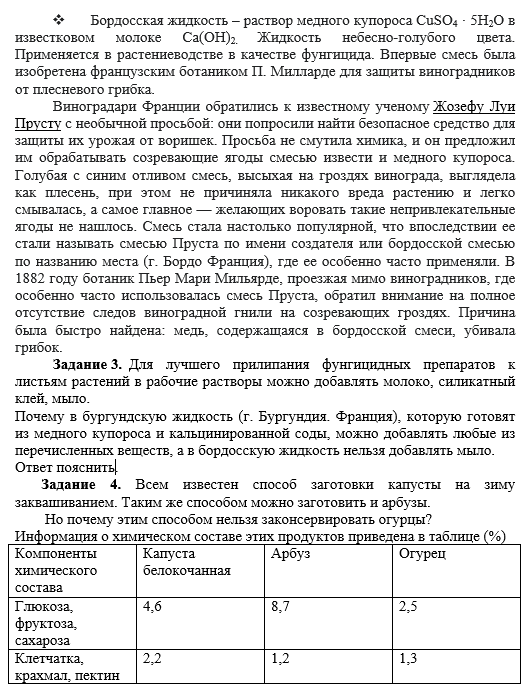 ❖ Бордосская жидкость – раствор медного купороса CuSO₄ · 5H₂O в
известковом молоке Ca(OH)₂. Жидкость небесно-голубого цвета.
Применяется в растениеводстве в качестве фунгицида. Впервые смесь была
изобретена французским ботаником П. Милларде для защиты виноградников
от плесневого грибка.
Виноградари Франции обратились к известному ученому Жозефу Луи
Прусту с необычной просьбой: они попросили найти безопасное средство для
защиты их урожая от воришек. Просьба не смутила химика, и он предложил
им обрабатывать созревающие ягоды смесью извести и медного купороса.
Голубая с синим отливом смесь, высыхая на гроздях винограда, выглядела
как плесень, при этом не причиняла никакого вреда растению и легко
смывалась, а самое главное — желающих воровать такие непривлекательные
ягоды не нашлось. Смесь стала настолько популярной, что впоследствии ее
стали называть смесью Пруста по имени создателя или бордосской смесью
по названию места (г. Бордо Франция), где ее особенно часто применяли. В
1882 году ботаник Пьер Мари Мильярде, проезжая мимо виноградников, где
особенно часто использовалась смесь Пруста, обратил внимание на полное
отсутствие следов виноградной гнили на созревающих гроздях. Причина
была быстро найдена: медь, содержащаяся в бордосской смеси, убивала
грибок.
Задание 3. Для лучшего прилипания фунгицидных препаратов к
листьям растений в рабочие растворы можно добавлять молоко, силикатный
клей, мыло.
Почему в бургундскую жидкость (г. Бургундия. Франция), которую готовят
из медного купороса и кальцинированной соды, можно добавлять любые из
перечисленных веществ, а в бордосскую жидкость нельзя добавлять мыло.
Ответ пояснить
Задание 4. Всем известен способ заготовки капусты на зиму
заквашиванием. Таким же способом можно заготовить и арбузы.
Но почему этим способом нельзя законсервировать огурцы?
Информация о химическом составе этих продуктов приведена в таблице (%)
Компоненты химического состава | Капуста белокочанная | Арбуз | Огурец
Глюкоза, фруктоза, сахароза | 4,6 | 8,7 | 2,5
Клетчатка, крахмал, пектин | 2,2 | 1,2 | 1,3